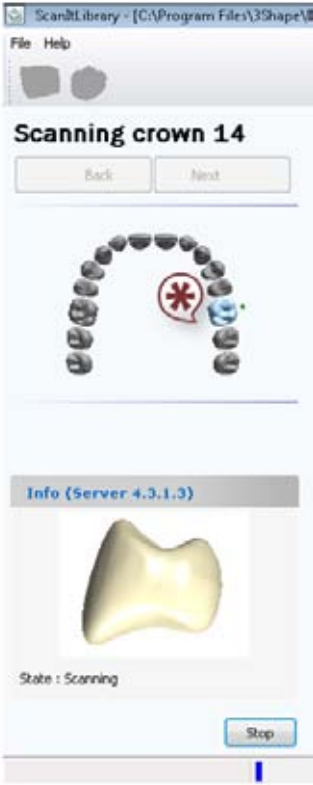 ScanItLibrary - [C:\Program Files\3Shape\
File Help
Scanning crown 14
Back Next
Info (Server 4.3.1.3)
State : Scanning
Stop